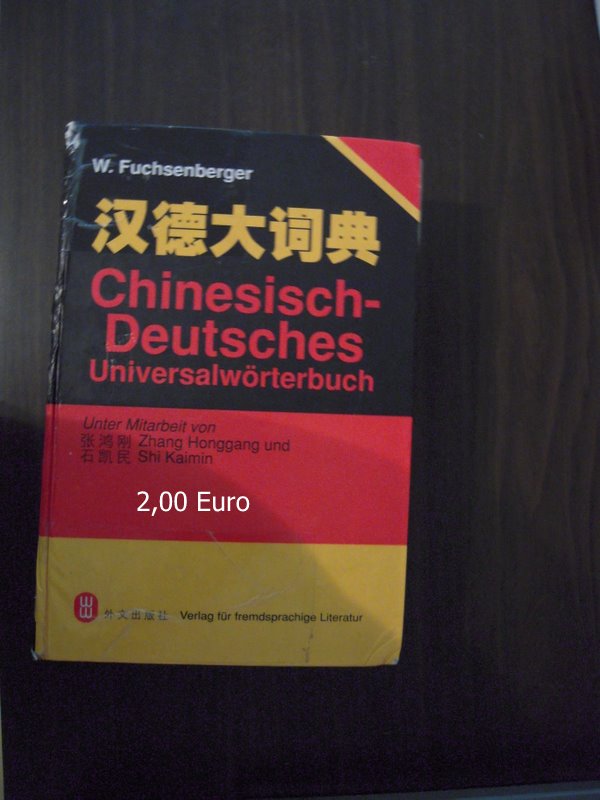 W. Fuchsenberger
汉德大词典
Chinesisch-
Deutsches
Universalwörterbuch
Unter Mitarbeit von
张鸿刚 Zhang Honggang und
石凯民 Shi Kaimin
2,00 Euro
外文出版社 Verlag für fremdsprachige Literatur